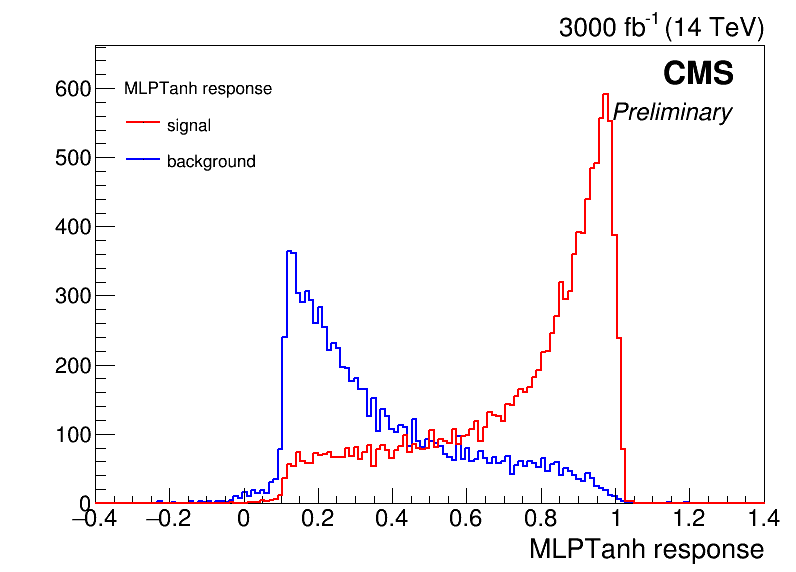 3000 fb-1 (14 TeV)
CMS
Preliminary
MLPTanh response
signal
background
600
500
400
300
200
100
0
−0.4 −0.2 0 0.2 0.4 0.6 0.8 1 1.2 1.4
MLPTanh response